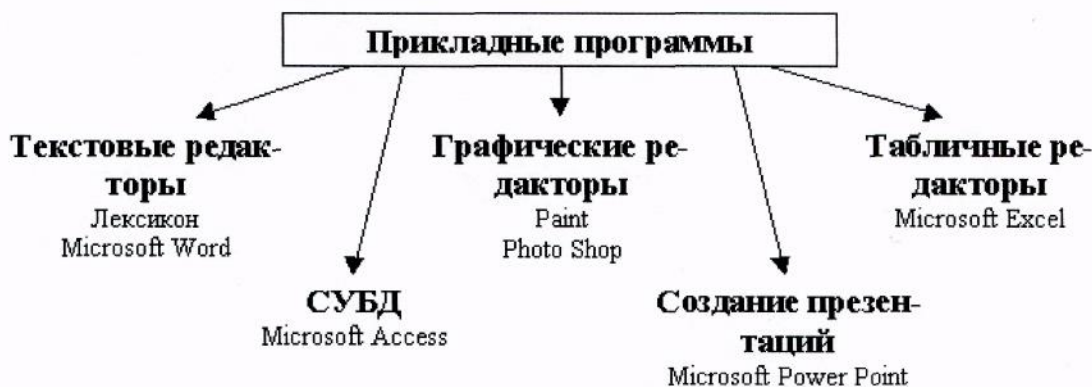 Прикладные программы
Текстовые редак-
торы
Лексикон
Microsoft Word
Графические ре-
дакторы
Paint
Photo Shop
Табличные ре-
дакторы
Microsoft Excel
СУБД
Microsoft Access
Создание презен-
таций
Microsoft Power Point